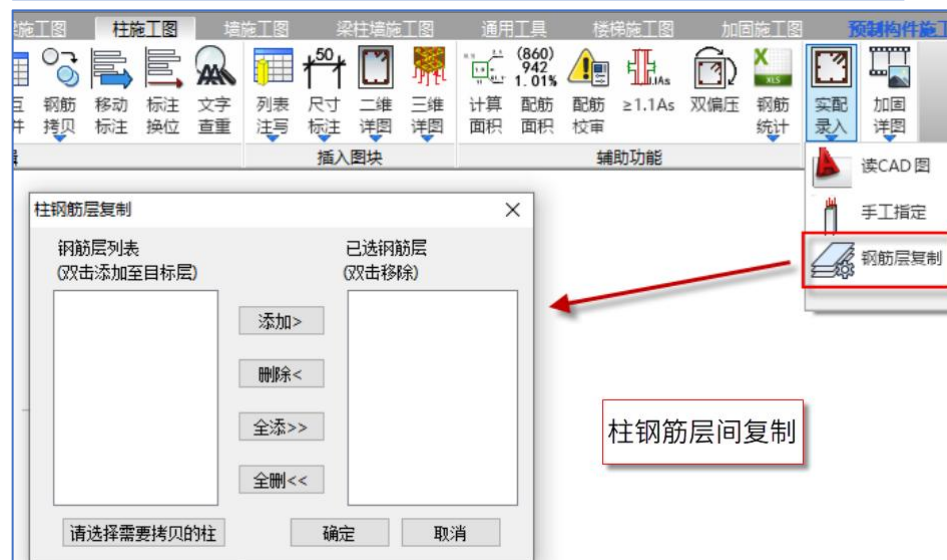 施工图 柱施工图 墙施工图 梁柱墙施工图 通用工具 楼梯施工图 加固施工图 预制构件施工
钢筋拷贝
移动标注
标注换位
文字查重
列表注写
50
尺寸标注
二维详图
三维详图
计算面积
(860)
942
1.01%
配筋面积
配筋校审
IAs
≥1.1As
双偏压
X
XLS
钢筋统计
实配录入
加固详图
插入图块
辅助功能
读CAD图
手工指定
钢筋层复制
柱钢筋层复制
钢筋层列表
(双击添加至目标层)
已选钢筋层
(双击移除)
添加>
删除<
全添>>
全删<<
请选择需要拷贝的柱
确定
取消
柱钢筋层间复制